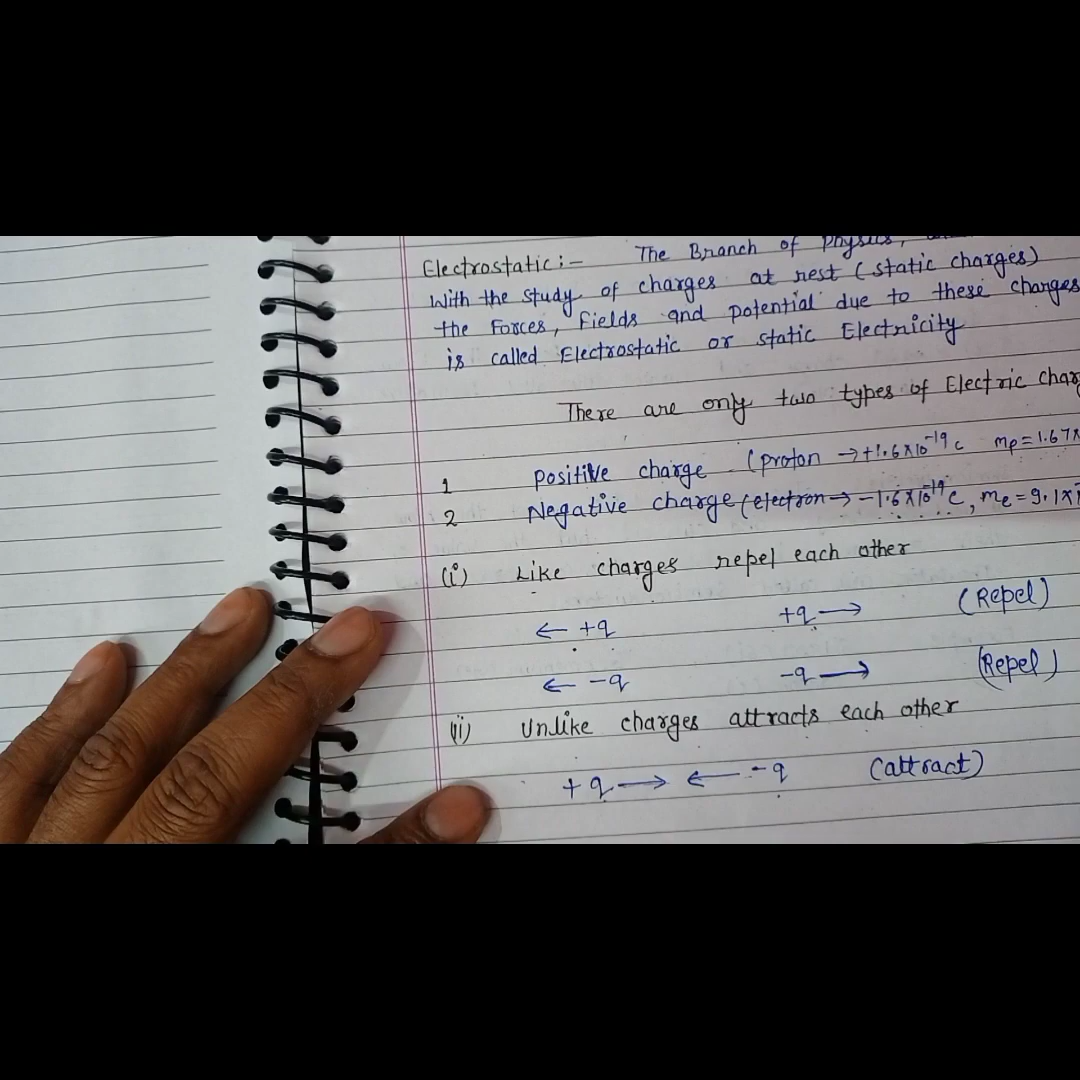 Electrostatic :- The Branch of Physics,
With the study of charges at rest (static charges)
the Forces, Fields and potential due to these charges
is called Electrostatic or static Electricity
There are only two types of Electric
1 Positive charge (proton → +1.6×10⁻¹⁹ c mp = 1.67×
2 Negative charge (electron → -1.6×10⁻¹⁹ C, me = 9.1×
(i) Like charges repel each other
← +q +q → (Repel)
← -q -q → (Repel)
(ii) Unlike charges attracts each other
+q → ← -q (attract)